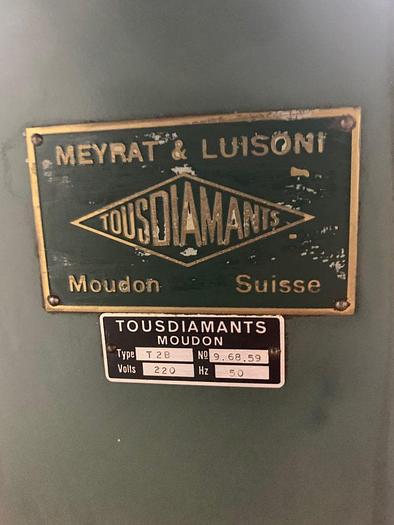 MEYRAT & LUISONI
TOUSDIAMANTS
Moudon Suisse
TOUSDIAMANTS
MOUDON
Type T 28 No 9.68.59
Volts 220 Hz 50